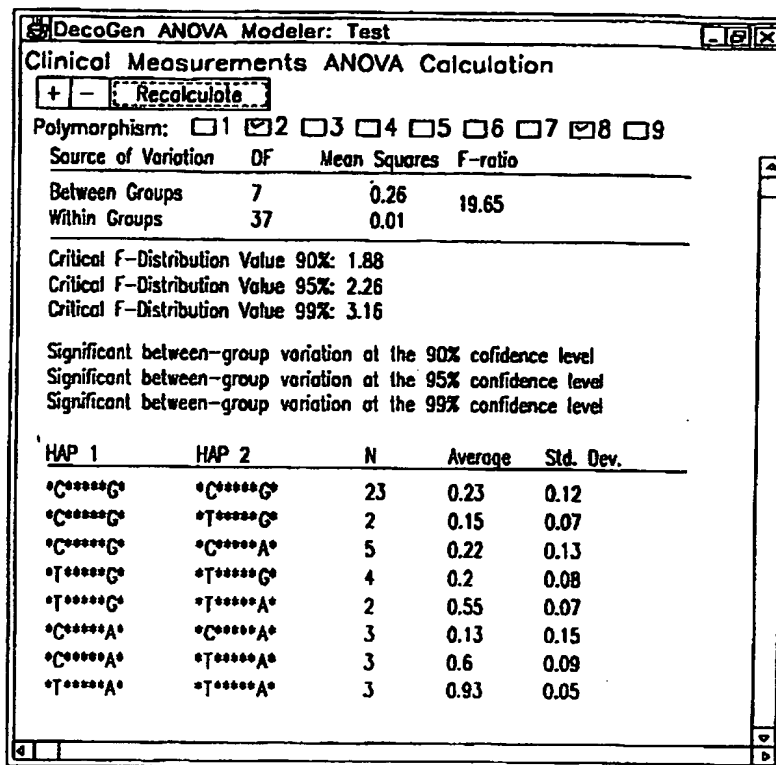 DecoGen ANOVA Modeler: Test
Clinical Measurements ANOVA Calculation
+ - Recalculate
Polymorphism: 1 2 3 4 5 6 7 8 9
Source of Variation DF Mean Squares F-ratio
Between Groups 7 0.26 19.65
Within Groups 37 0.01
Critical F-Distribution Value 90%: 1.88
Critical F-Distribution Value 95%: 2.26
Critical F-Distribution Value 99%: 3.16
Significant between-group variation at the 90% cofidence level
Significant between-group variation at the 95% confidence level
Significant between-group variation at the 99% confidence level
HAP 1 HAP 2 N Average Std. Dev.
*C*****G* *C*****G* 23 0.23 0.12
*C*****G* *T*****G* 2 0.15 0.07
*C*****G* *C*****A* 5 0.22 0.13
*T*****G* *T*****G* 4 0.2 0.08
*T*****G* *T*****A* 2 0.55 0.07
*C*****A* *C*****A* 3 0.13 0.15
*C*****A* *T*****A* 3 0.6 0.09
*T*****A* *T*****A* 3 0.93 0.05